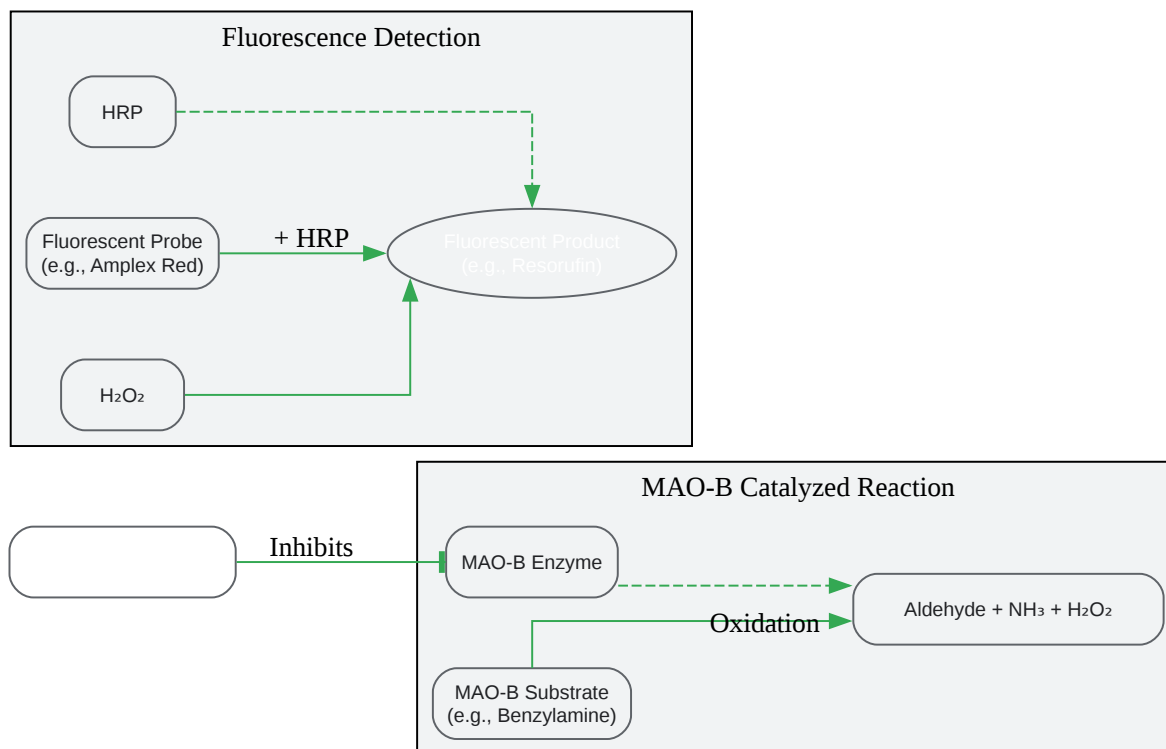 Fluorescence Detection
HRP
Fluorescent Probe
(e.g., Amplex Red)
+ HRP
Fluorescent Product
(e.g., Resorufin)
H₂O₂
MAO-B Catalyzed Reaction
Inhibits
MAO-B Enzyme
Aldehyde + NH₃ + H₂O₂
Oxidation
MAO-B Substrate
(e.g., Benzylamine)